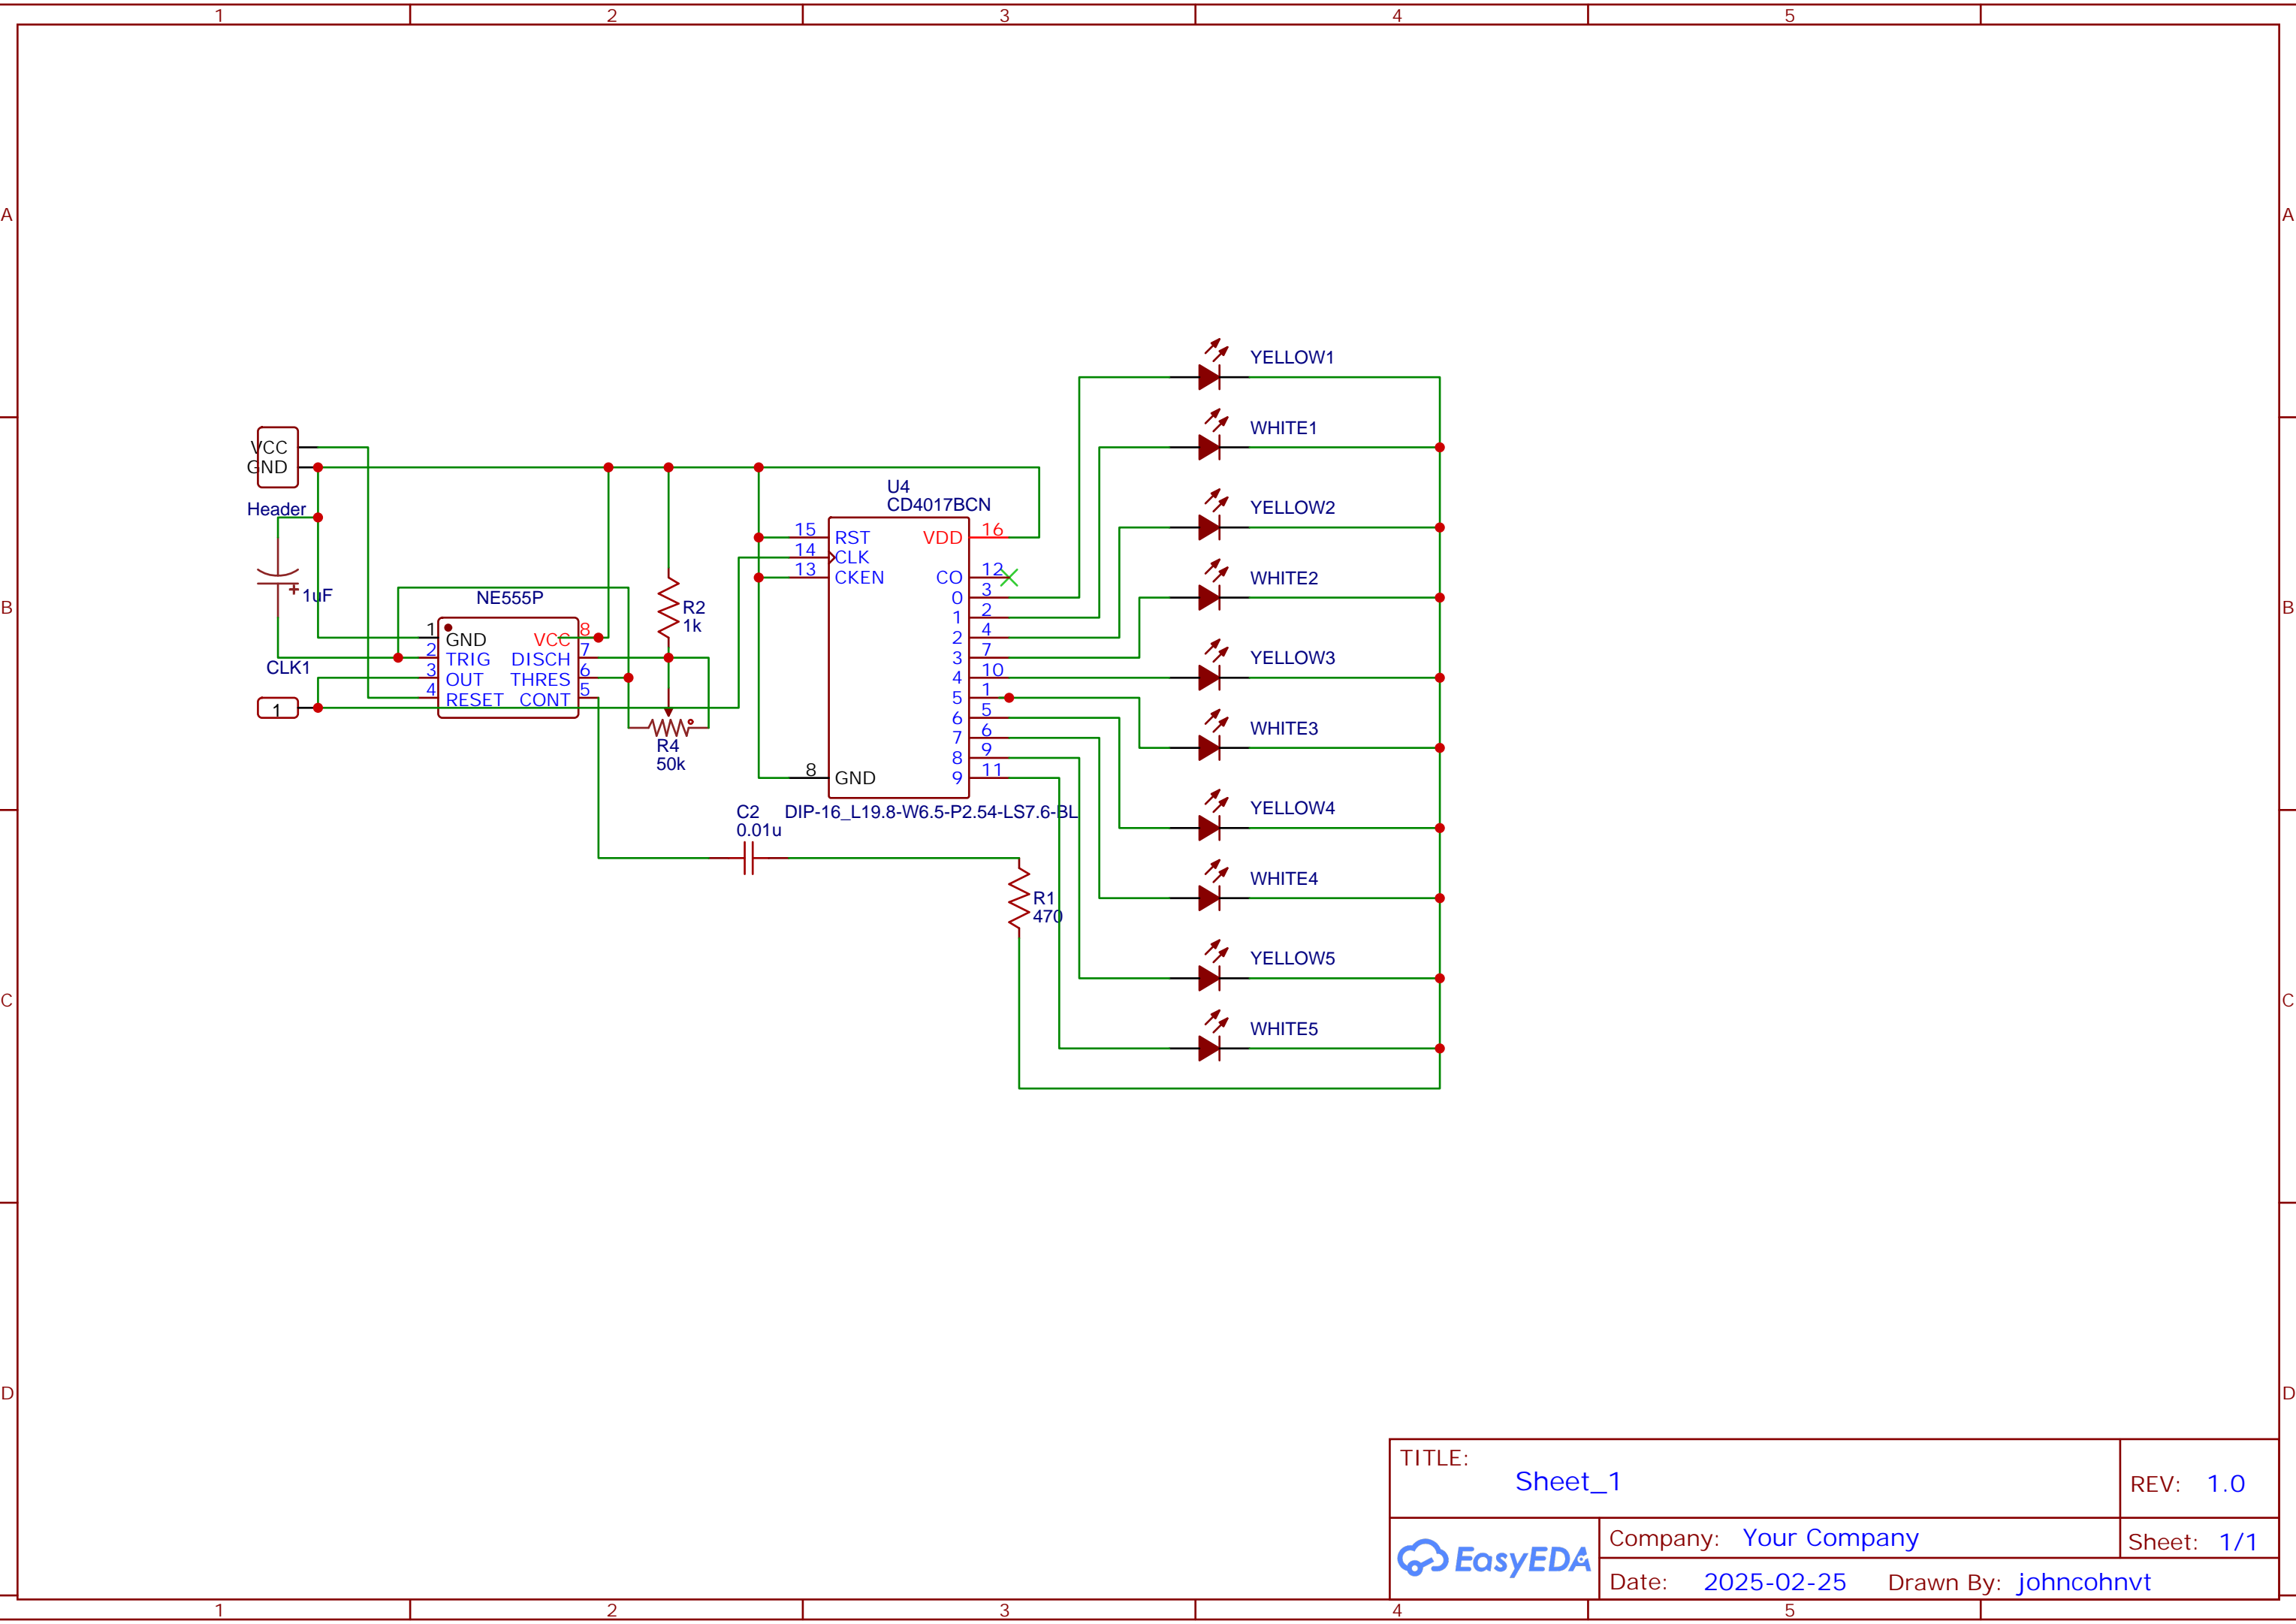 1 2 3 4 5
A A
YELLOW1
WHITE1
VCC
GND
U4
CD4017BCN
Header
YELLOW2
15 RST VDD 16
14 CLK
13 CKEN CO 12
WHITE2
1uF
NE555P
B B
R2
1k
0 3
1 2
2 4
3 7
4 10
5 1
6 5
7 6
8 9
9 11
8 GND
1 GND VCC 8
2 TRIG DISCH 7
3 OUT THRES 6
4 RESET CONT 5
CLK1
1
YELLOW3
WHITE3
R4
50k
C2
0.01u
DIP-16_L19.8-W6.5-P2.54-LS7.6-BL
YELLOW4
WHITE4
R1
470
YELLOW5
C C
WHITE5
D D
TITLE:
Sheet_1
REV: 1.0
EasyEDA
Company: Your Company
Sheet: 1/1
Date: 2025-02-25 Drawn By: johncohnvt
1 2 3 4 5